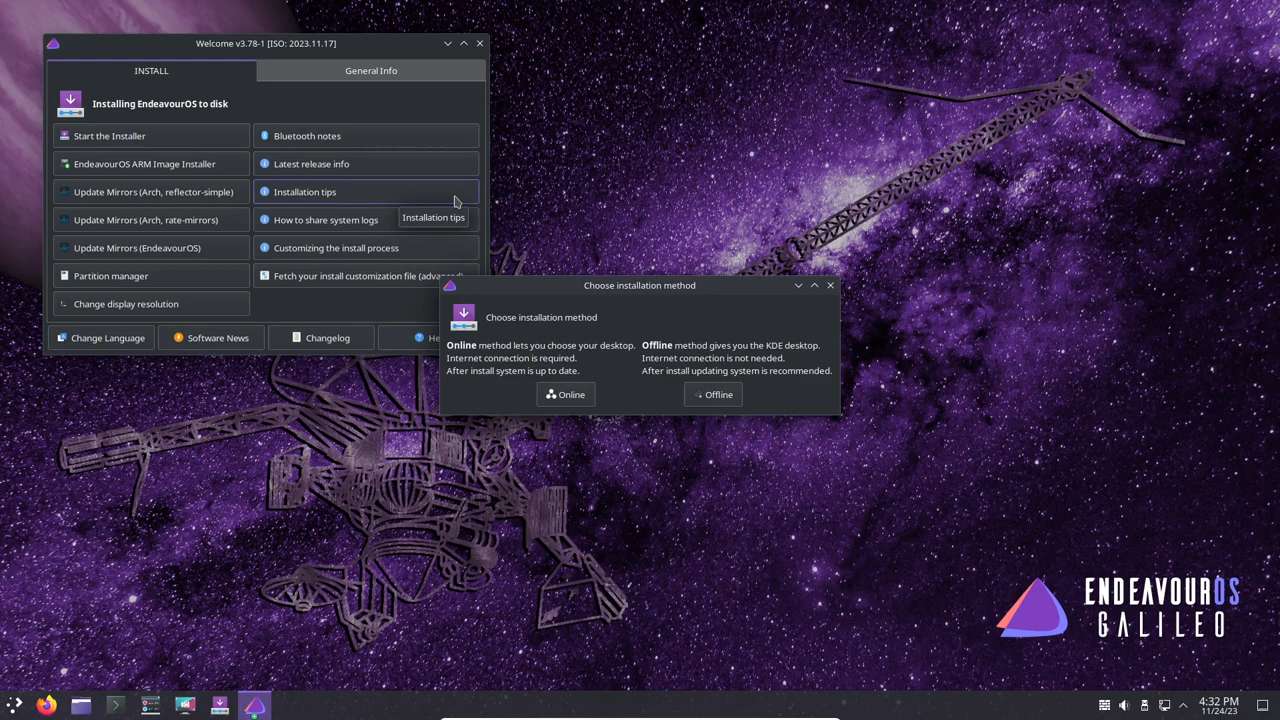 Welcome v3.78-1 [ISO: 2023.11.17]
INSTALL
General Info
Installing EndeavourOS to disk
Start the Installer
Bluetooth notes
EndeavourOS ARM Image Installer
Latest release info
Update Mirrors (Arch, reflector-simple)
Installation tips
Update Mirrors (Arch, rate-mirrors)
How to share system logs
Installation tips
Update Mirrors (EndeavourOS)
Customizing the install process
Partition manager
Fetch your install customization file (advanced)
Change display resolution
Change Language
Software News
Changelog
He
Choose installation method
Choose installation method
Online method lets you choose your desktop.
Internet connection is required.
After install system is up to date.
Offline method gives you the KDE desktop.
Internet connection is not needed.
After install updating system is recommended.
Online
Offline
ENDEAVOUROS
GALILEO
4:32 PM
11/24/23